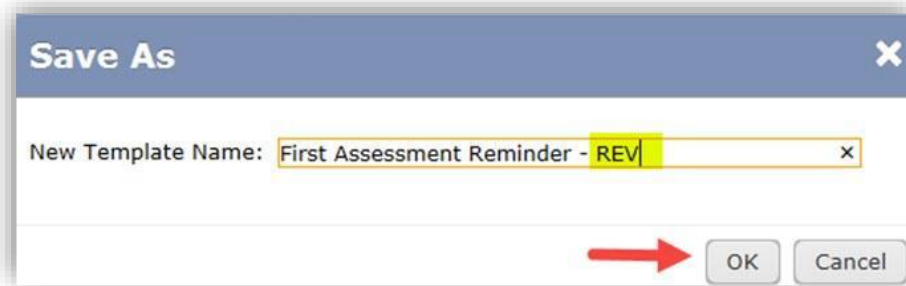 Save As
New Template Name: First Assessment Reminder - REV
OK Cancel